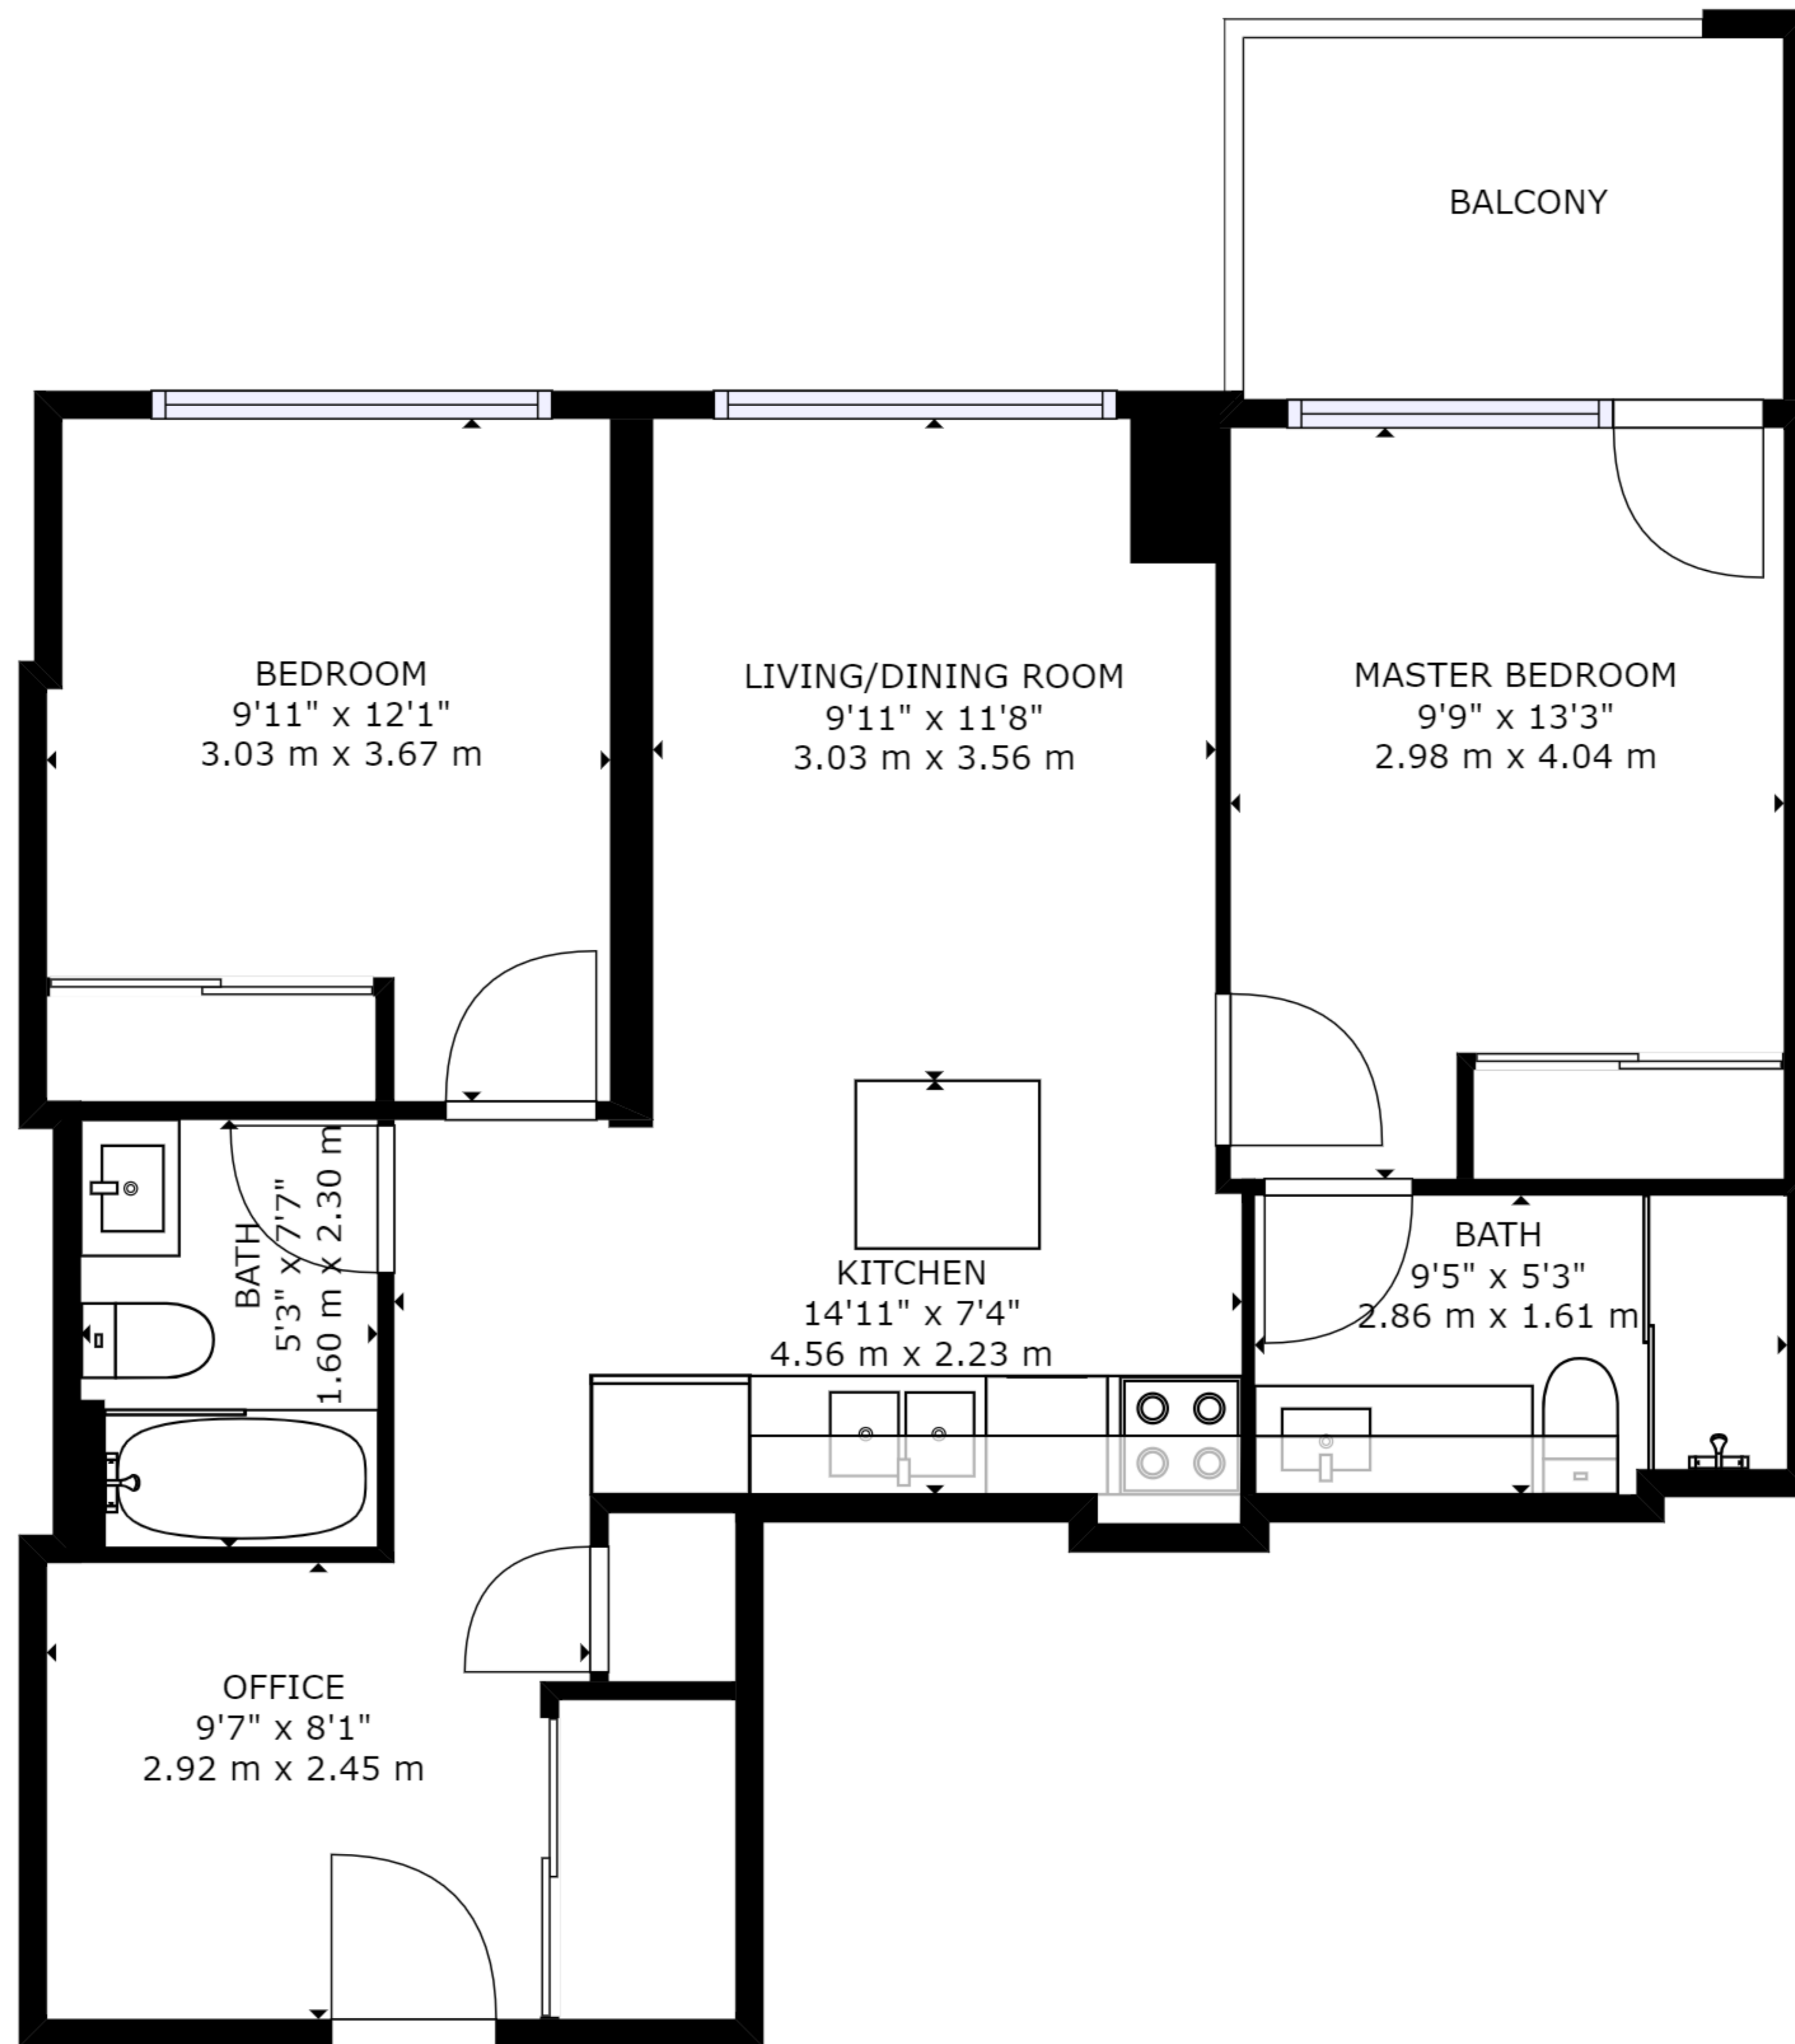 BALCONY
BEDROOM
9'11" x 12'1"
3.03 m x 3.67 m
LIVING/DINING ROOM
9'11" x 11'8"
3.03 m x 3.56 m
MASTER BEDROOM
9'9" x 13'3"
2.98 m x 4.04 m
BATH
5'3" x 7'7"
1.60 m x 2.30 m
KITCHEN
14'11" x 7'4"
4.56 m x 2.23 m
BATH
9'5" x 5'3"
2.86 m x 1.61 m
OFFICE
9'7" x 8'1"
2.92 m x 2.45 m